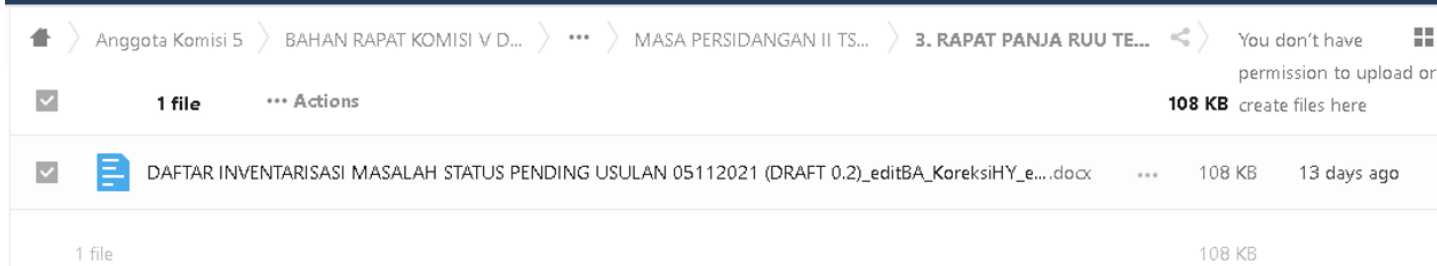 Anggota Komisi 5 BAHAN RAPAT KOMISI V D... ••• MASA PERSIDANGAN II TS... 3. RAPAT PANJA RUU TE... You don't have
permission to upload or
create files here
1 file ••• Actions 108 KB
DAFTAR INVENTARISASI MASALAH STATUS PENDING USULAN 05112021 (DRAFT 0.2)_editBA_KoreksiHY_e....docx ••• 108 KB 13 days ago
1 file 108 KB